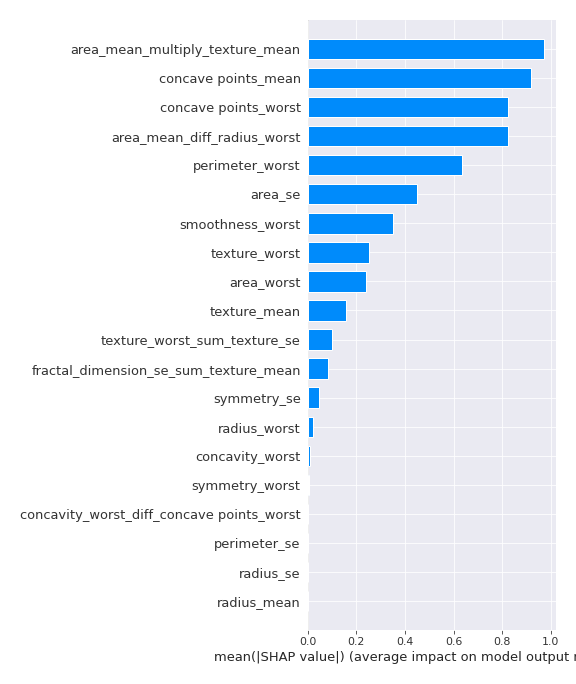 area_mean_multiply_texture_mean
concave points_mean
concave points_worst
area_mean_diff_radius_worst
perimeter_worst
area_se
smoothness_worst
texture_worst
area_worst
texture_mean
texture_worst_sum_texture_se
fractal_dimension_se_sum_texture_mean
symmetry_se
radius_worst
concavity_worst
symmetry_worst
concavity_worst_diff_concave points_worst
perimeter_se
radius_se
radius_mean
0.0 0.2 0.4 0.6 0.8 1.0
mean(|SHAP value|) (average impact on model output